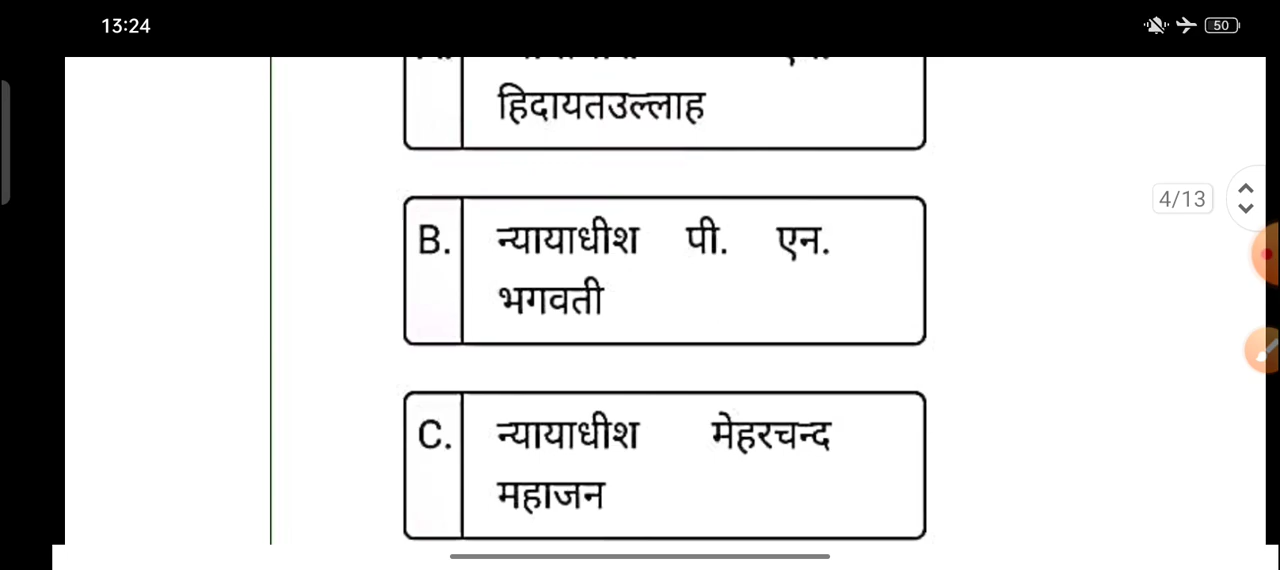 13:24
50
हिदायतउल्लाह
4/13
B. न्यायाधीश पी. एन.
भगवती
C. न्यायाधीश मेहरचन्द
महाजन